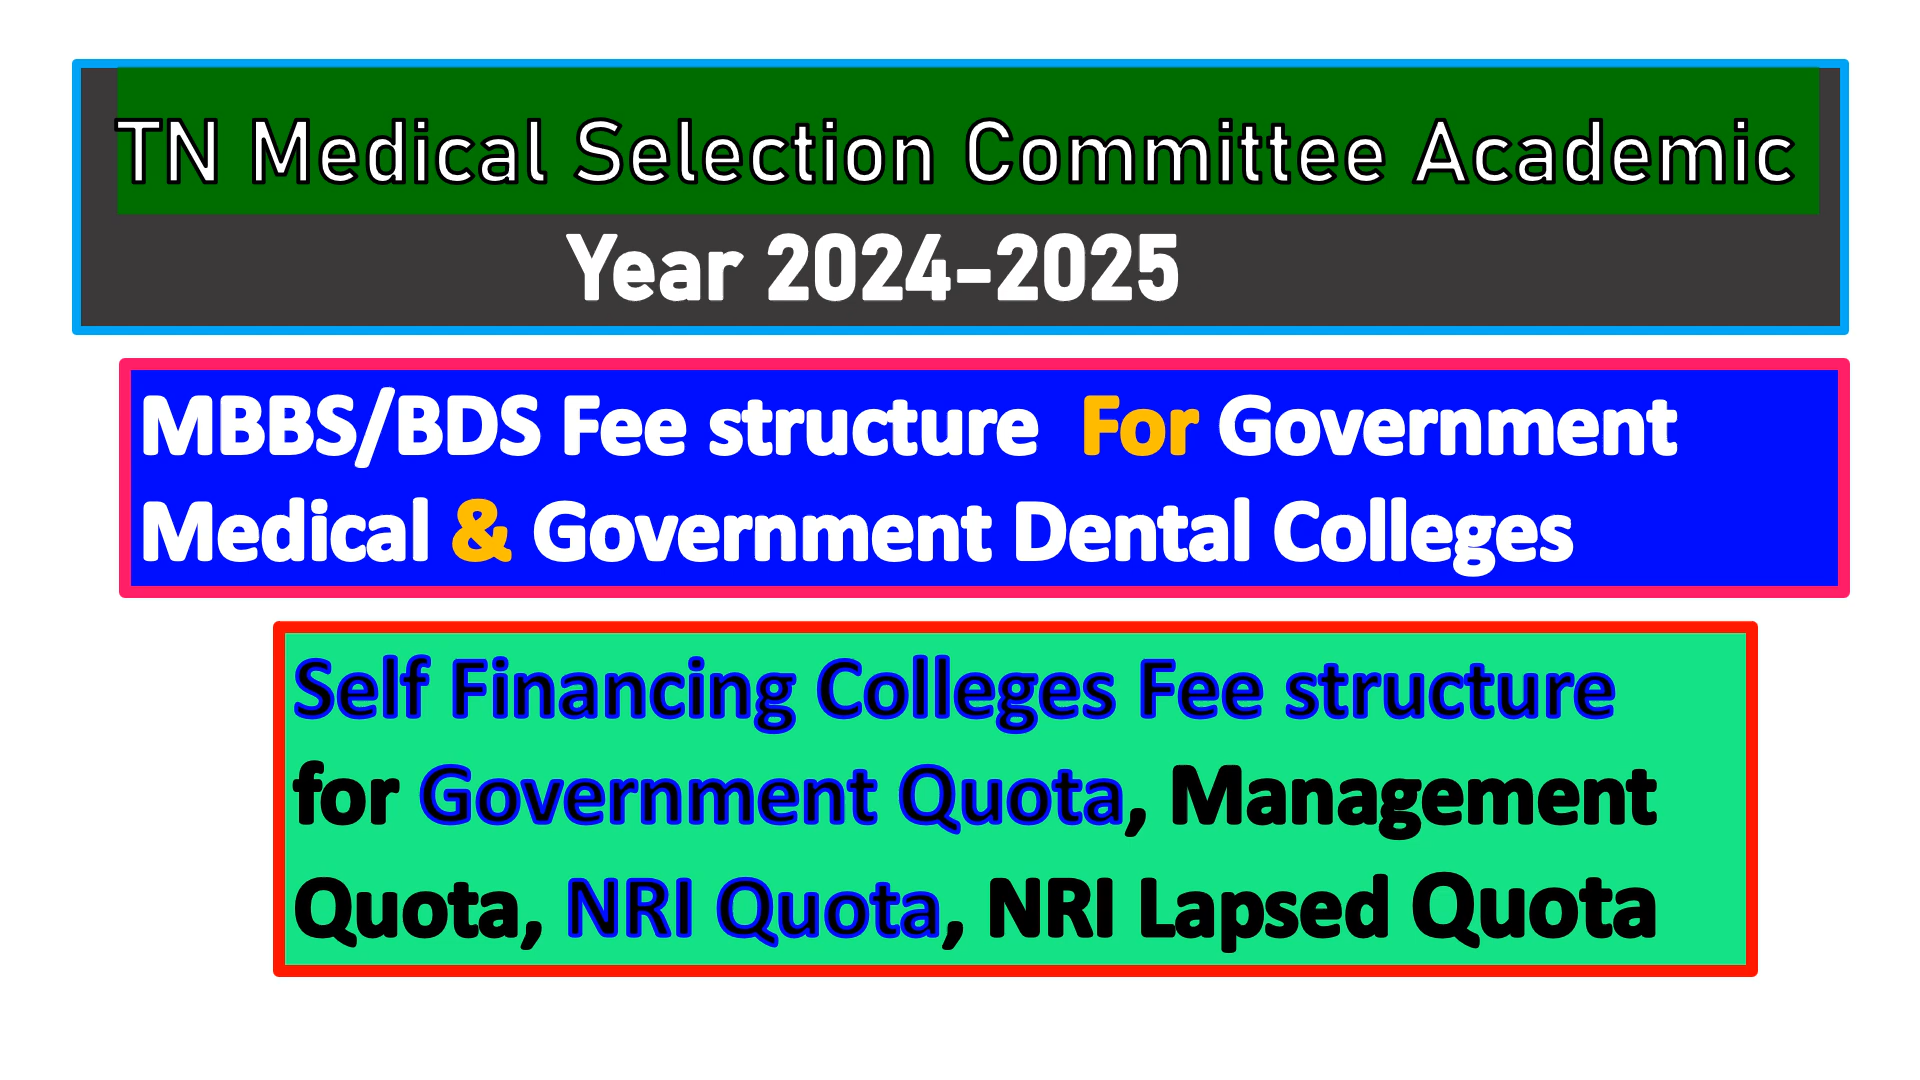 TN Medical Selection Committee Academic
Year 2024-2025
MBBS/BDS Fee structure For Government
Medical & Government Dental Colleges
Self Financing Colleges Fee structure
for Government Quota, Management
Quota, NRI Quota, NRI Lapsed Quota